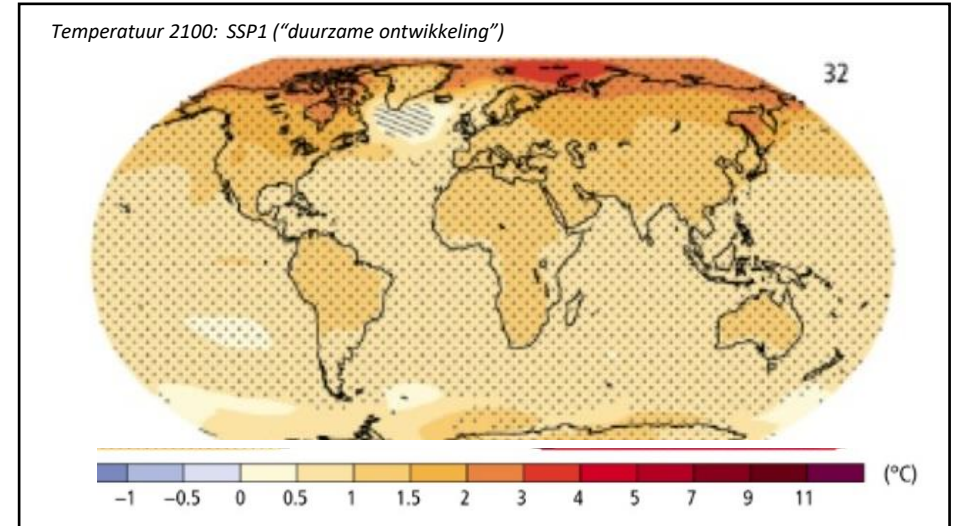 Temperatuur 2100: SSP1 (“duurzame ontwikkeling”)
32
−1 −0.5 0 0.5 1 1.5 2 3 4 5 7 9 11 (°C)